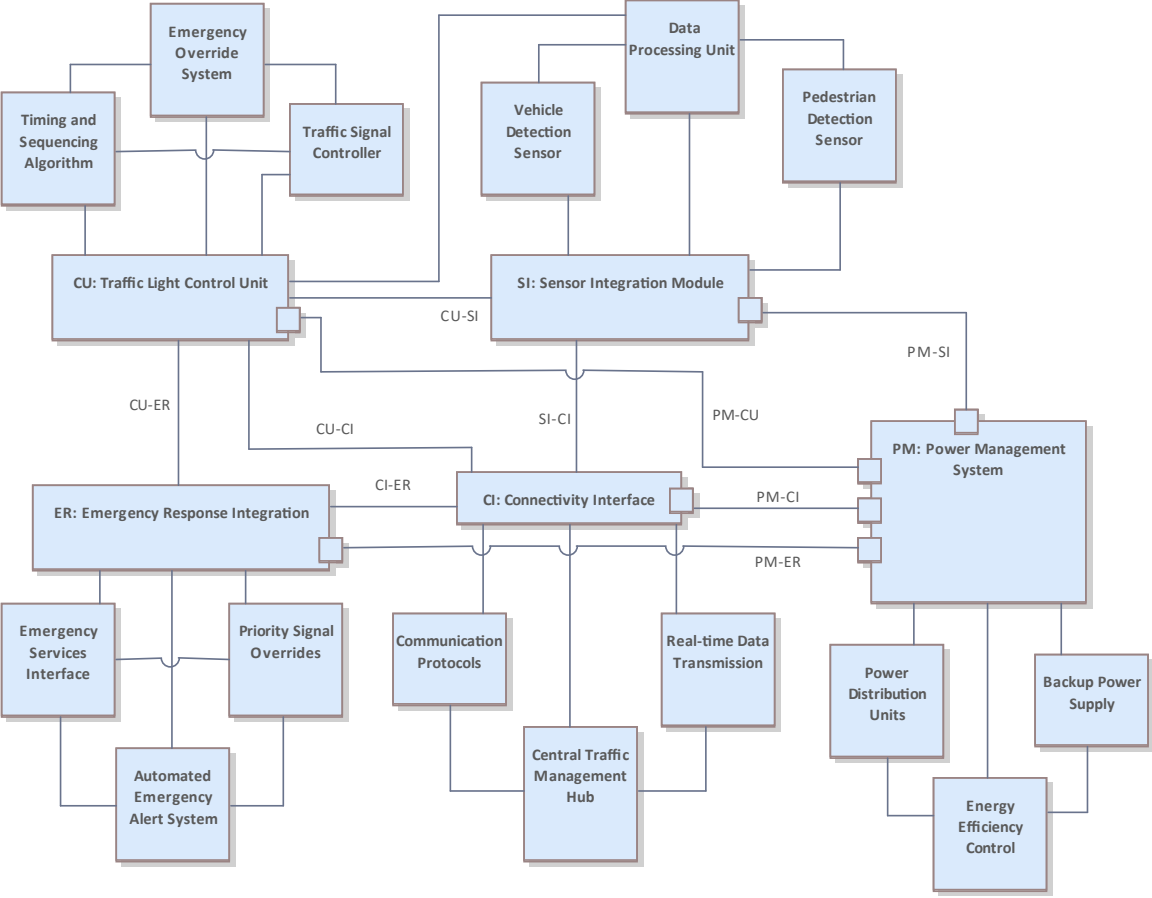 Emergency
Override
System
Data
Processing Unit
Timing and
Sequencing
Algorithm
Traffic Signal
Controller
Vehicle
Detection
Sensor
Pedestrian
Detection
Sensor
CU: Traffic Light Control Unit
SI: Sensor Integration Module
CU-SI
PM-SI
CU-ER
CU-CI
SI-CI
PM-CU
PM: Power Management
System
CI-ER
CI: Connectivity Interface
PM-CI
ER: Emergency Response Integration
PM-ER
Emergency
Services
Interface
Priority Signal
Overrides
Communication
Protocols
Real-time Data
Transmission
Power
Distribution
Units
Backup Power
Supply
Automated
Emergency
Alert System
Central Traffic
Management
Hub
Energy
Efficiency
Control